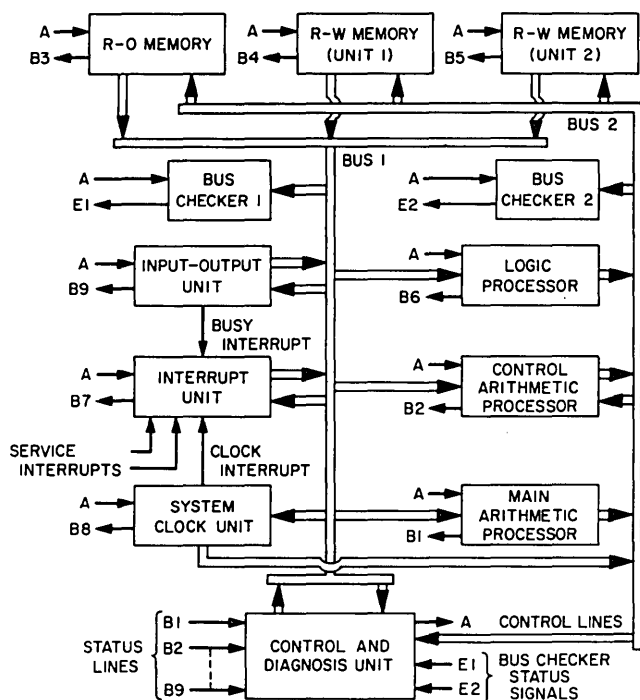 A
B3
R-O MEMORY
A
B4
R-W MEMORY
(UNIT 1)
A
B5
R-W MEMORY
(UNIT 2)
BUS 2
BUS 1
A
E1
BUS
CHECKER 1
A
E2
BUS
CHECKER 2
A
B9
INPUT-OUTPUT
UNIT
A
B6
LOGIC
PROCESSOR
BUSY
INTERRUPT
A
B7
INTERRUPT
UNIT
A
B2
CONTROL
ARITHMETIC
PROCESSOR
SERVICE
INTERRUPTS
CLOCK
INTERRUPT
A
B8
SYSTEM
CLOCK UNIT
A
B1
MAIN
ARITHMETIC
PROCESSOR
STATUS
LINES
B1
B2
B9
CONTROL AND
DIAGNOSIS UNIT
A
CONTROL LINES
E1
E2
BUS CHECKER
STATUS
SIGNALS